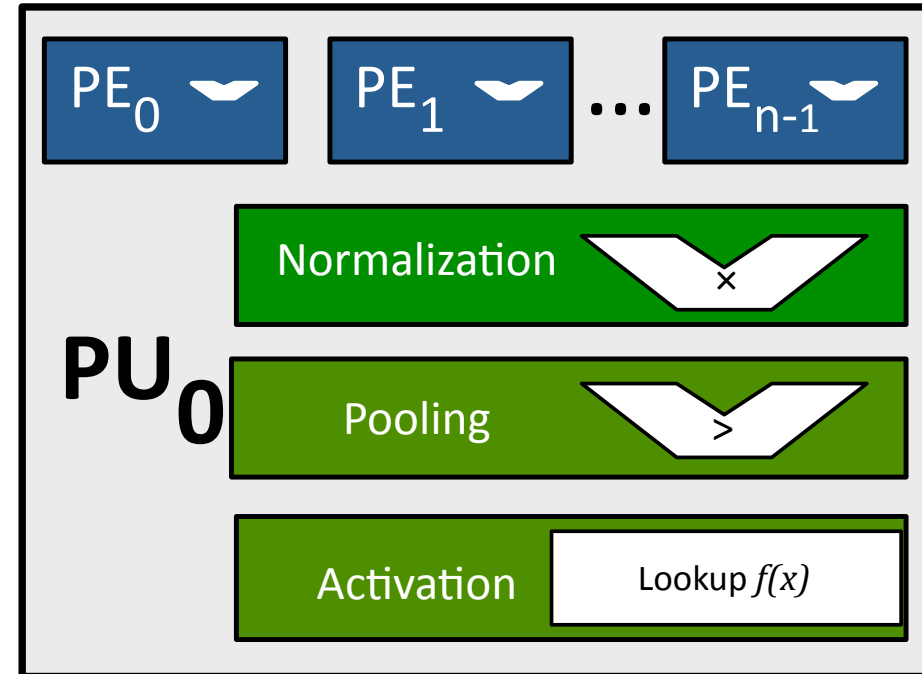 PE0 PE1 ... PEn-1
Normalization ×
PU0
Pooling >
Activation Lookup f(x)